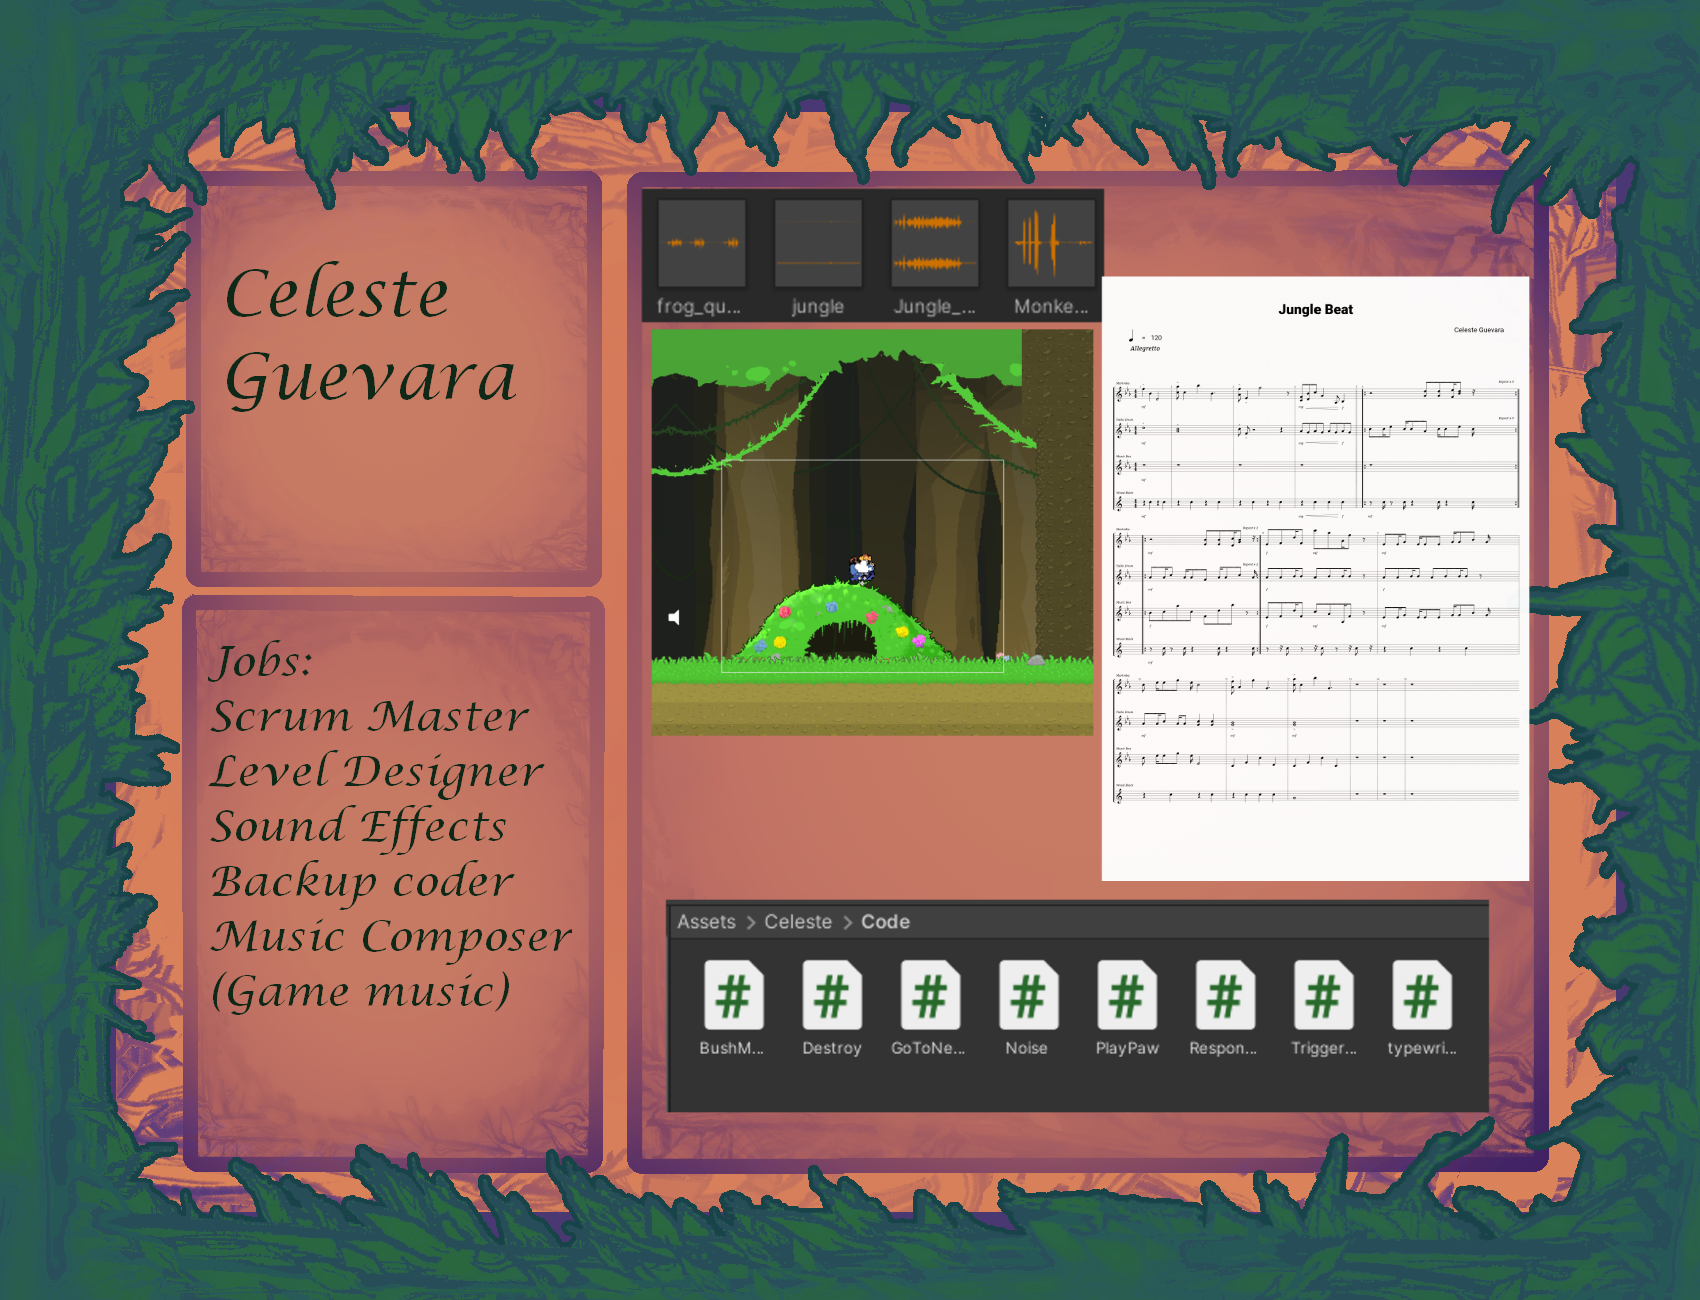 Celeste
Guevara
Jobs:
Scrum Master
Level Designer
Sound Effects
Backup coder
Music Composer
(Game music)
frog_qu... jungle Jungle_... Monke...
Jungle Beat
Celeste Guevara
= 120
Allegretto
Assets > Celeste > Code
BushM... Destroy GoToNe... Noise PlayPaw Respon... Trigger... typewri...